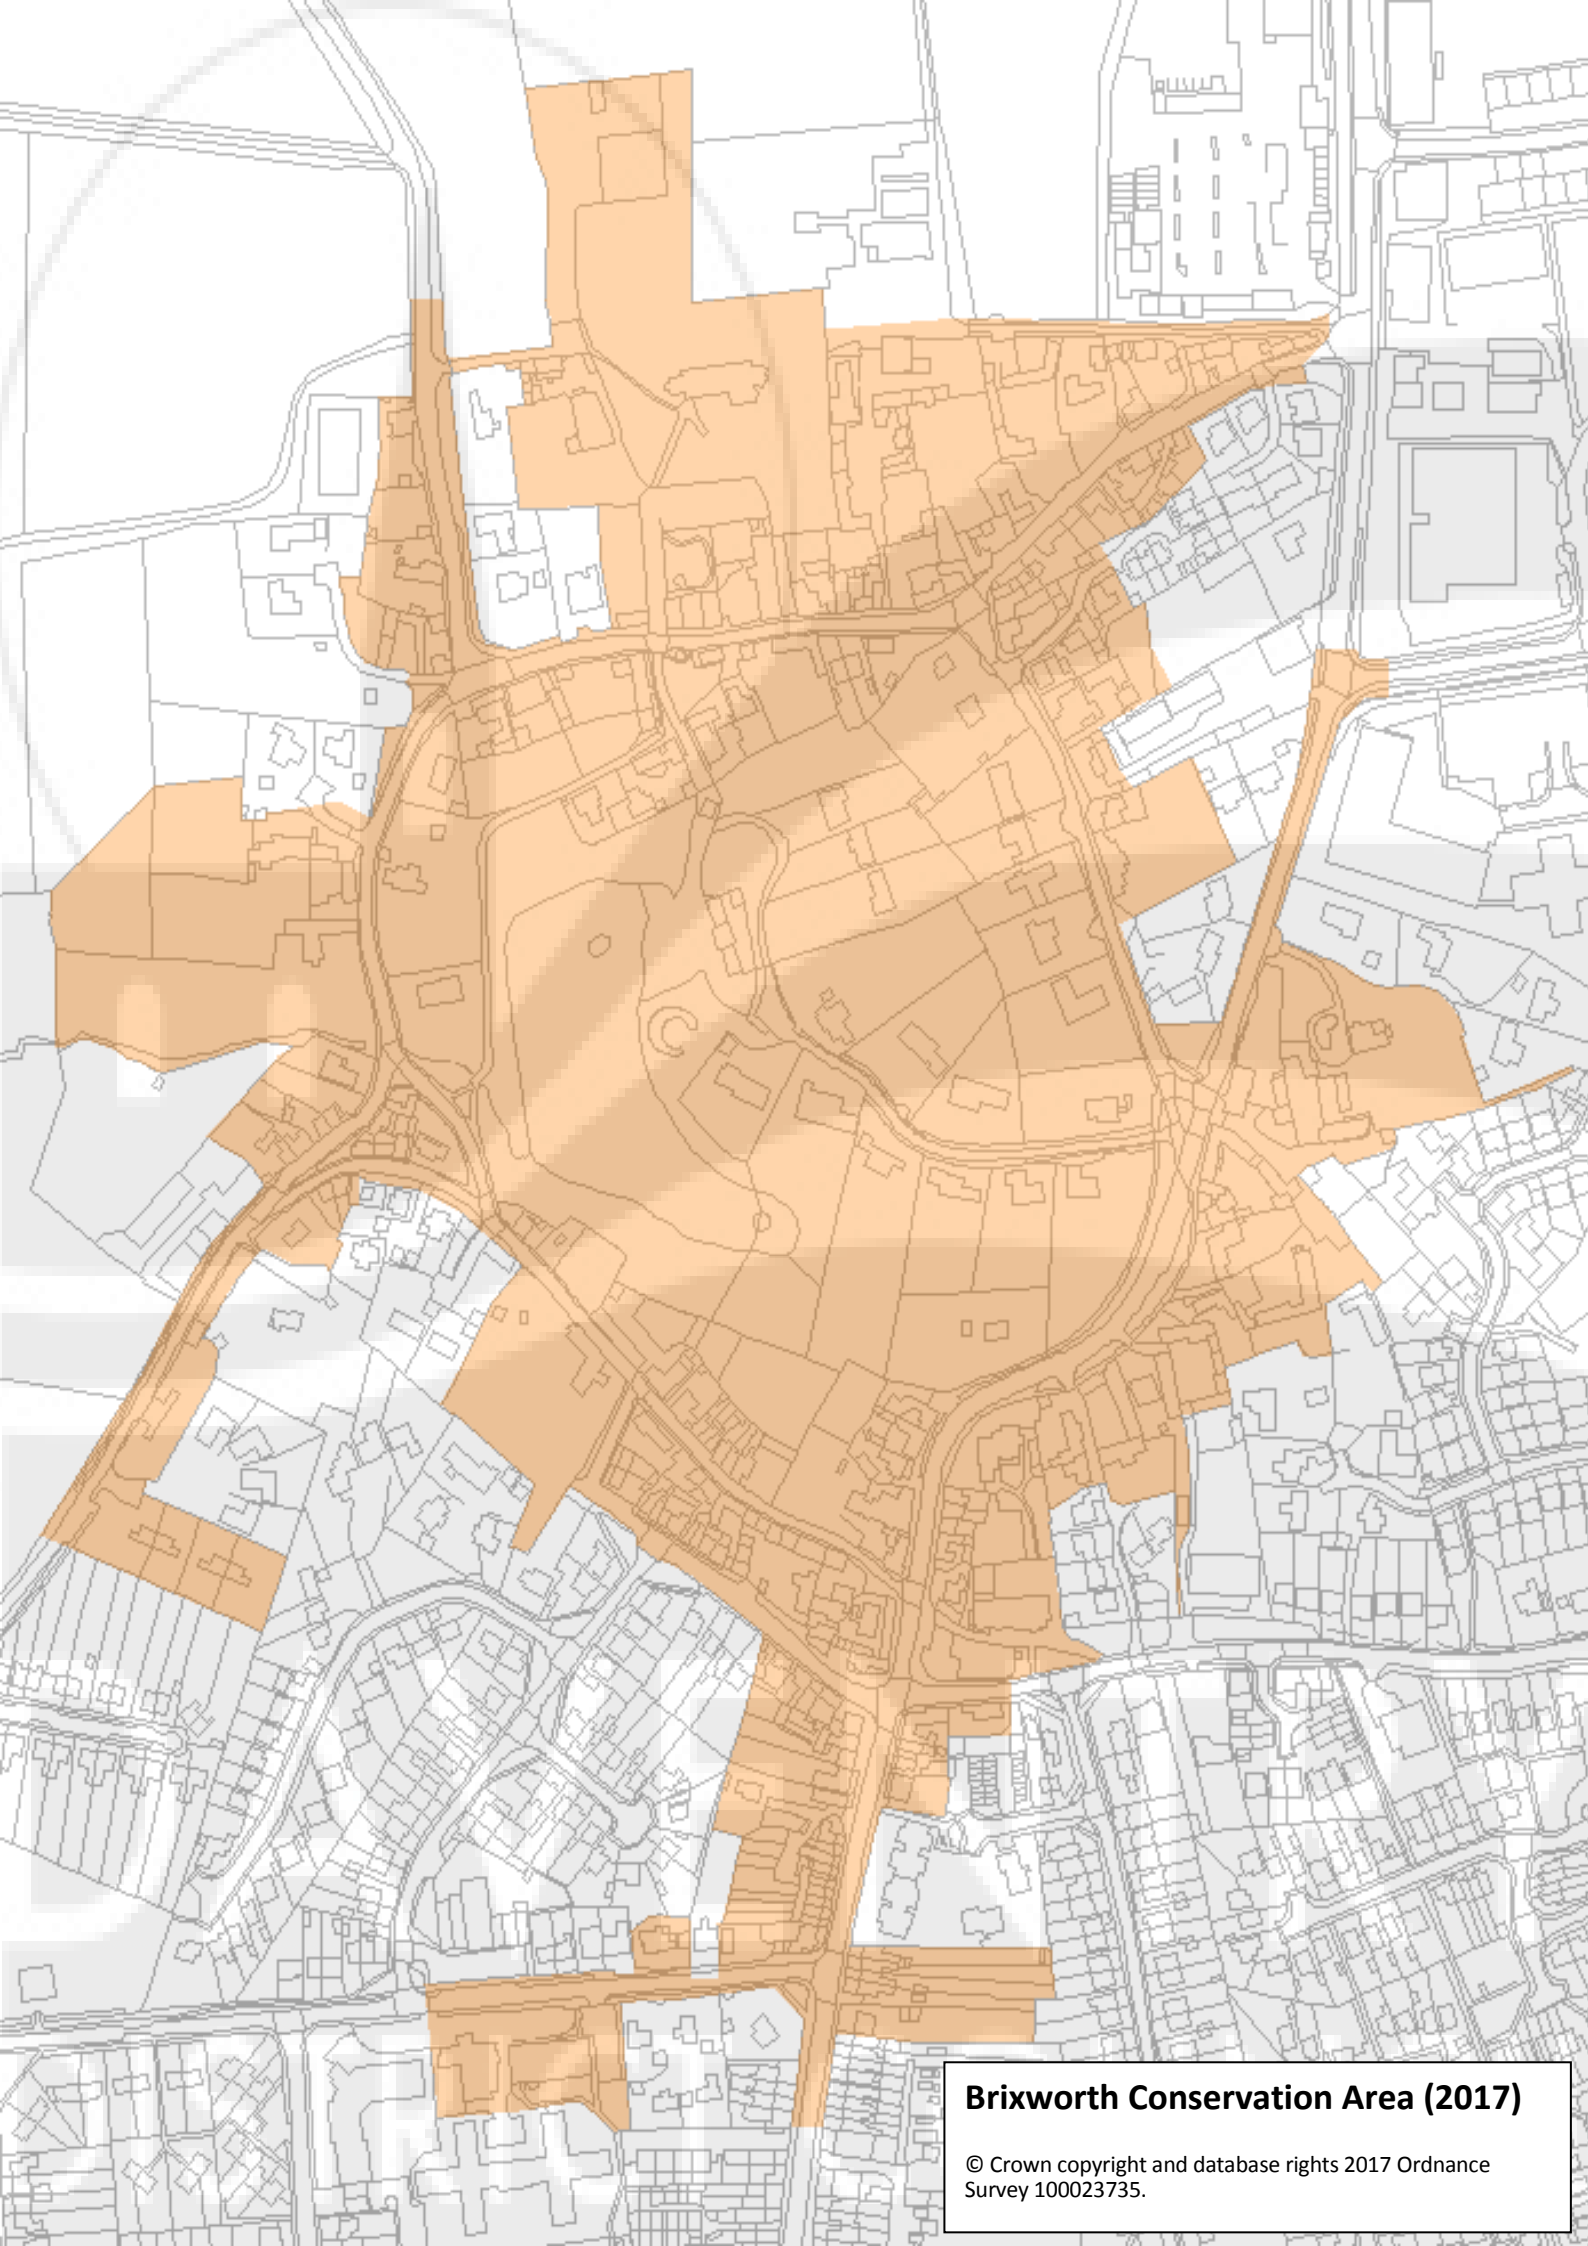 Brixworth Conservation Area (2017)
© Crown copyright and database rights 2017 Ordnance
Survey 100023735.